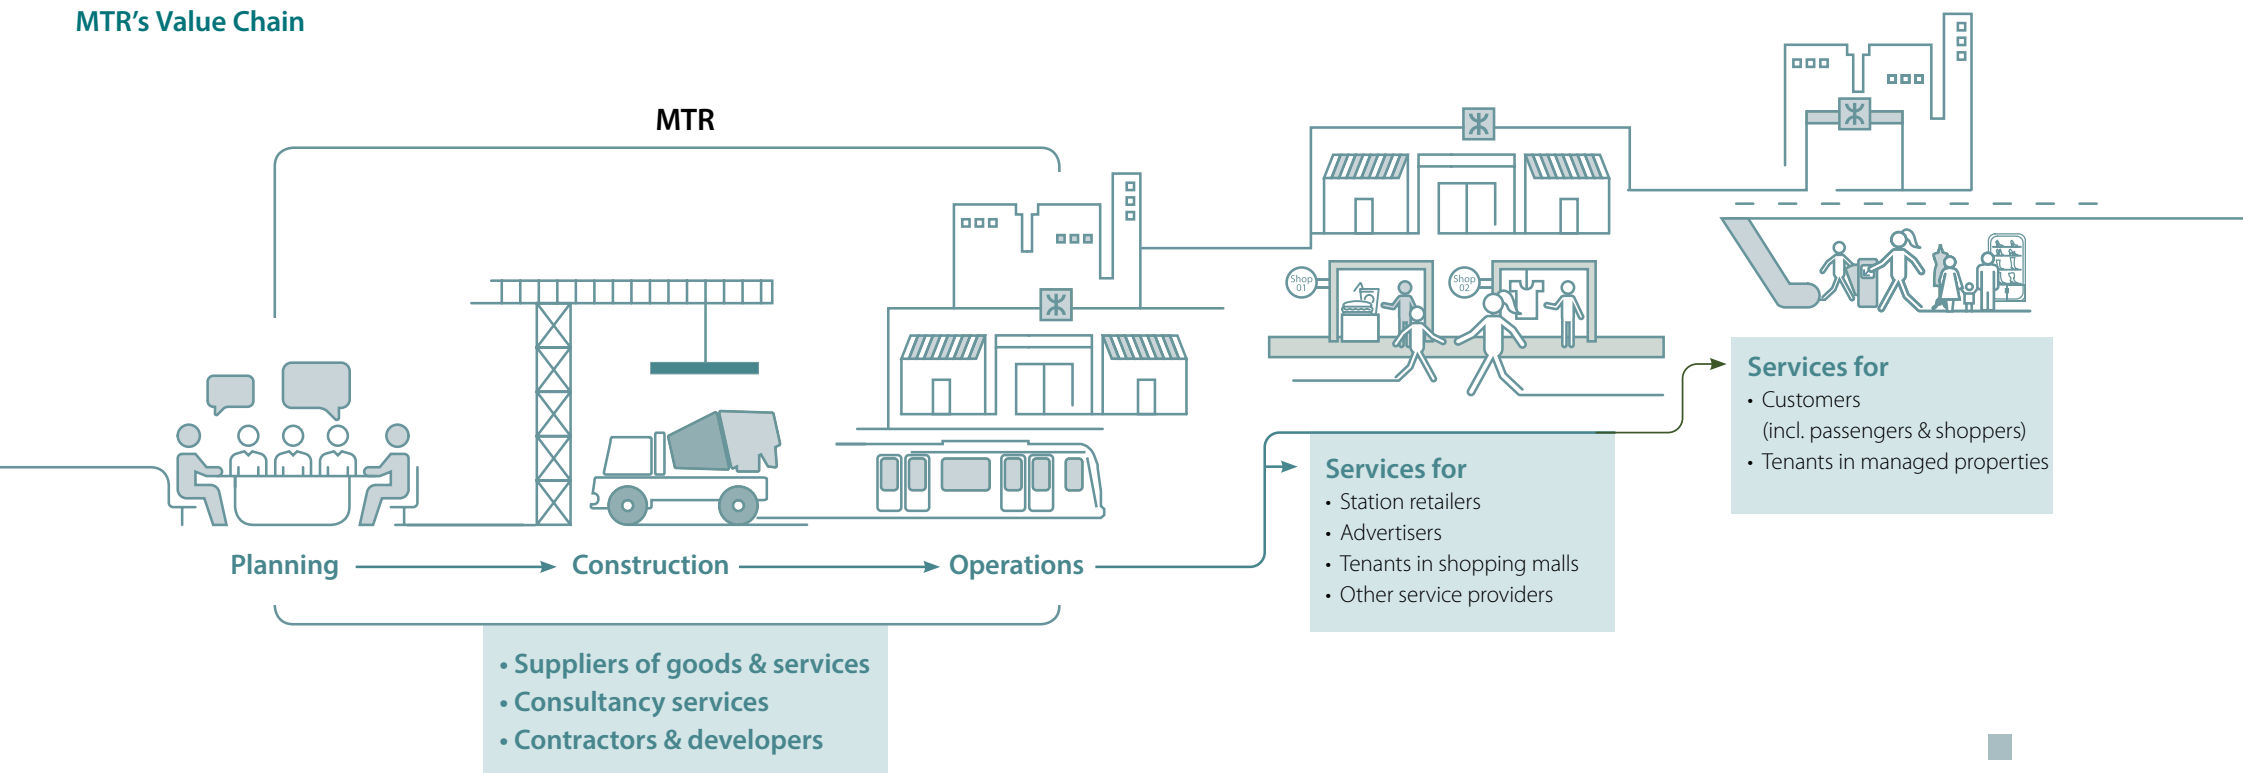 MTR’s Value Chain
MTR
Planning
Construction
Operations
• Suppliers of goods & services
• Consultancy services
• Contractors & developers
Shop
01
Shop
02
Services for
• Station retailers
• Advertisers
• Tenants in shopping malls
• Other service providers
Services for
• Customers
(incl. passengers & shoppers)
• Tenants in managed properties